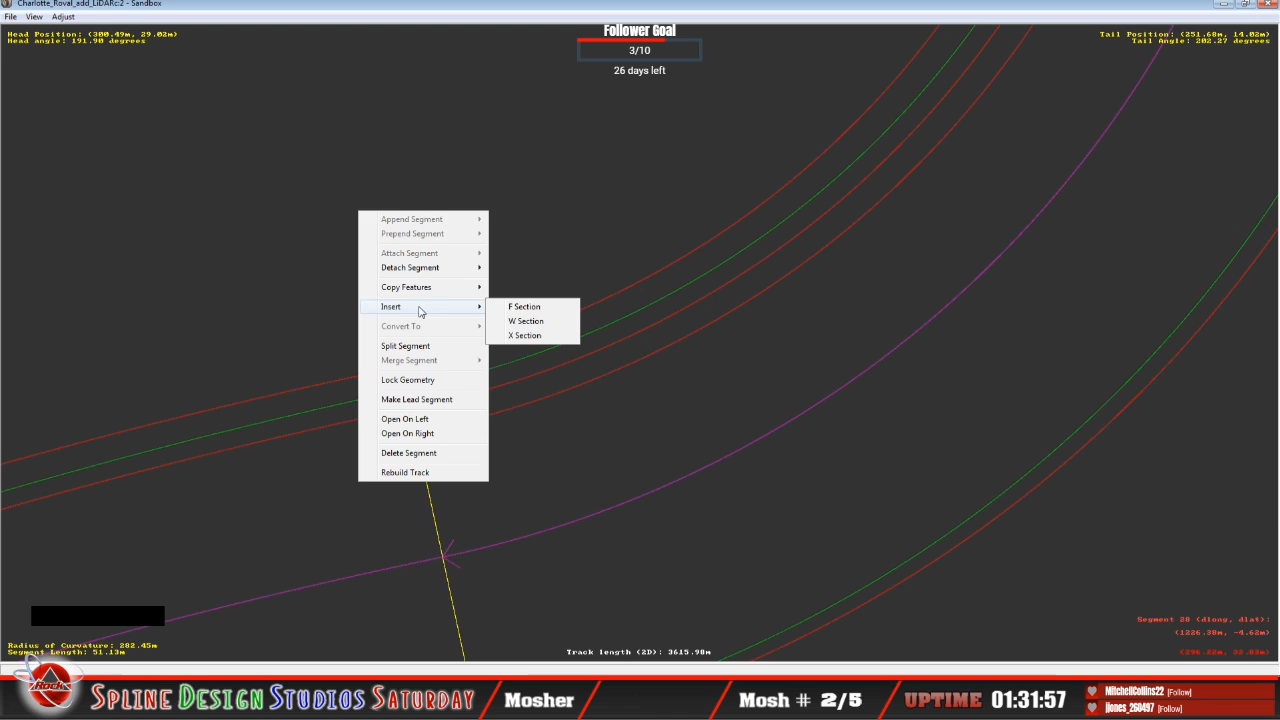 Charlotte_Roval_add_LiDARc:2 - Sandbox
File View Adjust
Head Position: (300.49m, 29.02m)
Head angle: 191.90 degrees
Follower Goal
3/10
26 days left
Tail Position: (251.68m, 14.02m)
Tail Angle: 202.27 degrees
Append Segment
Prepend Segment
Attach Segment
Detach Segment
Copy Features
Insert
F Section
W Section
X Section
Convert To
Split Segment
Merge Segment
Lock Geometry
Make Lead Segment
Open On Left
Open On Right
Delete Segment
Rebuild Track
Radius of Curvature: 282.45m
Segment Length: 51.13m
Track length (2D): 3615.90m
Segment 20 (dlong, dlat):
(1226.38m, -4.62m)
Rock
Spline Design Studios Saturday
Mosher
Mosh # 2/5
UPTIME 01:31:57
MitchellCollins22 [Follow]
ljones_260497 [Follow]